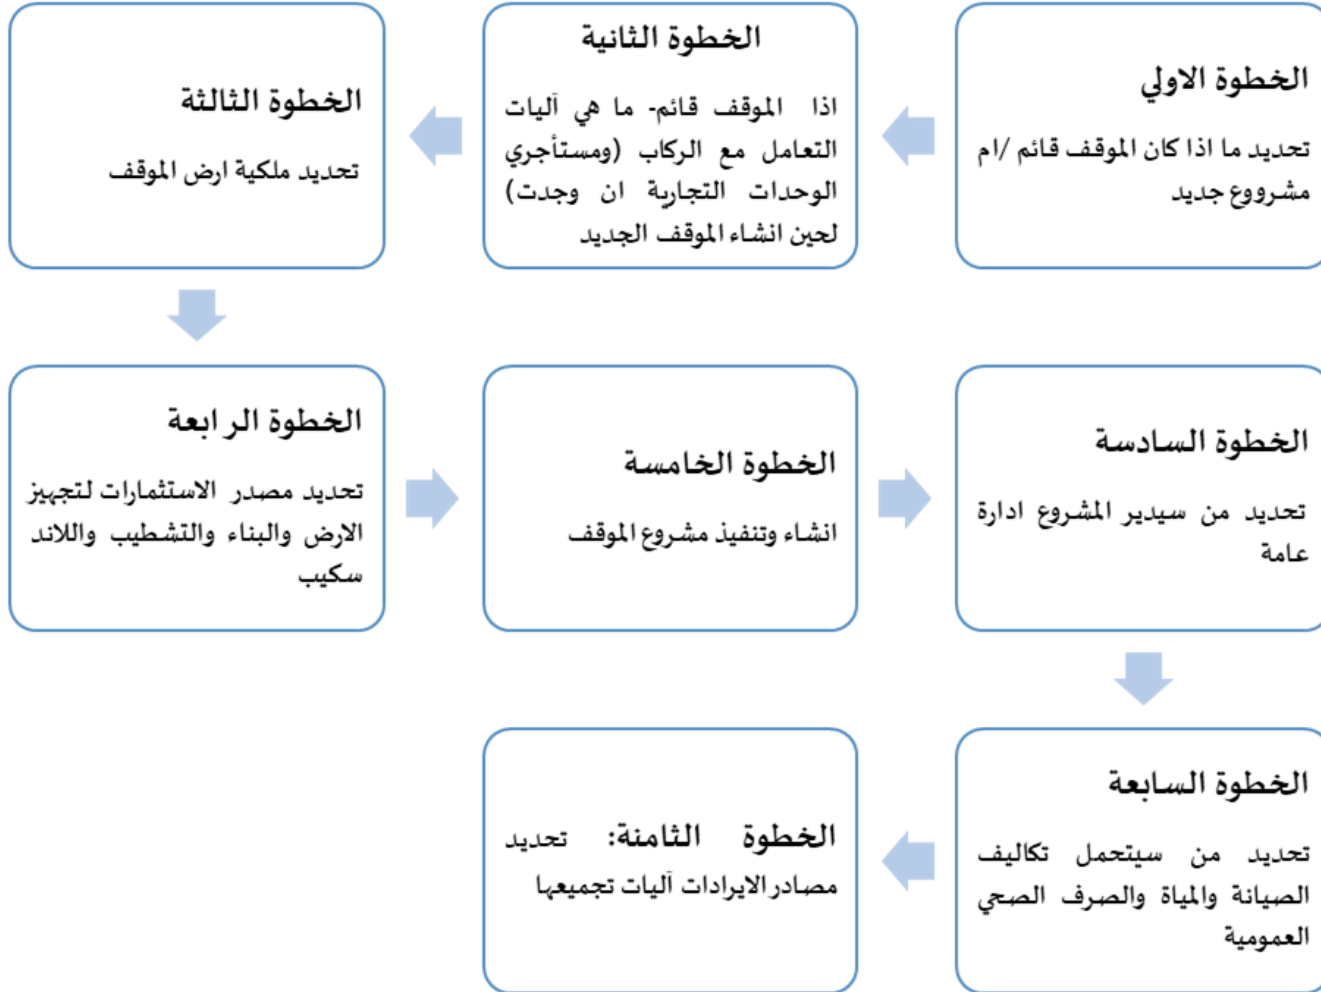 الخطوة الاولي
تحديد ما اذا كان الموقف قائم /ام
مشرووع جديد
الخطوة الثانية
اذا الموقف قائم- ما هي آليات
التعامل مع الركاب (ومستأجري
الوحدات التجارية ان وجدت)
لحين انشاء الموقف الجديد
الخطوة الثالثة
تحديد ملكية ارض الموقف
الخطوة الرابعة
تحديد مصدر الاستثمارات لتجهيز
الارض والبناء والتشطيب واللاند
سكيب
الخطوة الخامسة
انشاء وتنفيذ مشروع الموقف
الخطوة السادسة
تحديد من سيدير المشروع ادارة
عامة
الخطوة السابعة
تحديد من سيتحمل تكاليف
الصيانة والمياة والصرف الصحي
العمومية
الخطوة الثامنة: تحديد
مصادر الايرادات آليات تجميعها